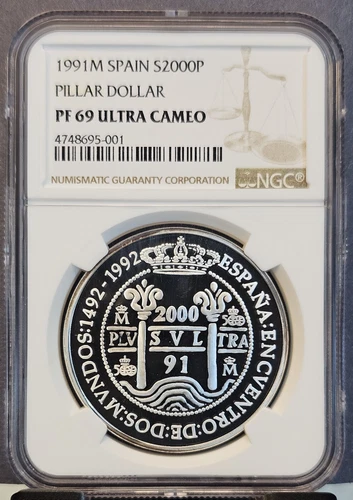 1991M SPAIN S2000P
PILLAR DOLLAR
PF 69 ULTRA CAMEO
4748695-001
NUMISMATIC GUARANTY CORPORATION
NGC®
ESPAÑA:ENCVENTRO:DE:DOS:MVNDOS:1492-1992
2000
M
PLV SVL TRA
91
M